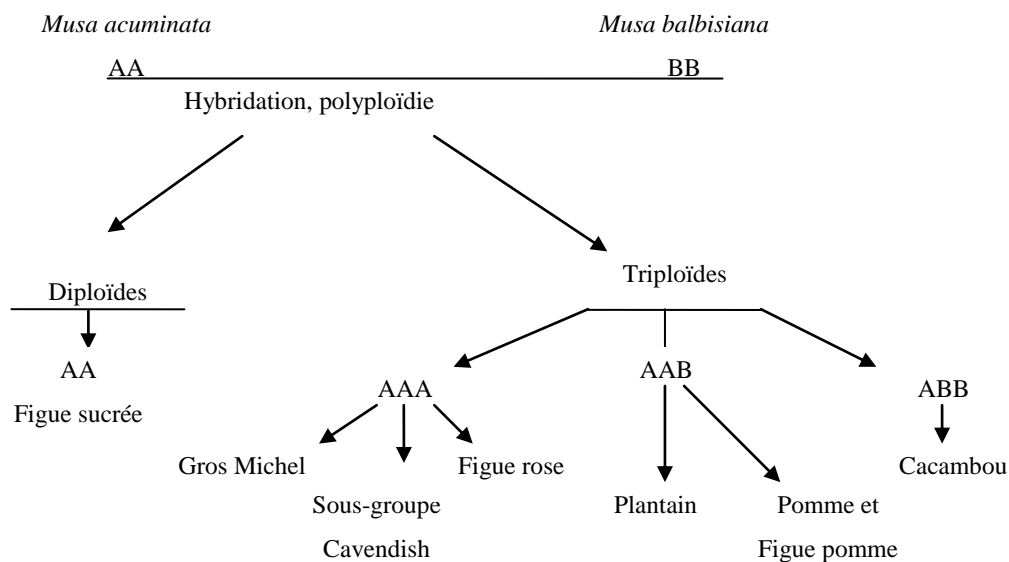 Musa acuminata Musa balbisiana
AA BB
Hybridation, polyploïdie
Triploïdes
Diploïdes
AA AAA AAB ABB
Figue sucrée
Gros Michel Figue rose Cacambou
Sous-groupe Plantain Pomme et
Cavendish Figue pomme